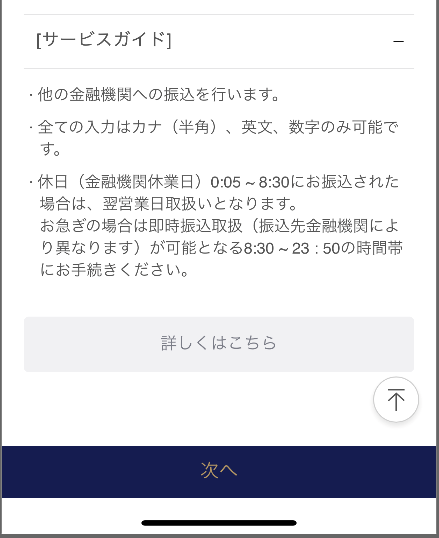 [サービスガイド]
· 他の金融機関への振込を行います。
· 全ての入力はカナ（半角）、英文、数字のみ可能で
す。
· 休日（金融機関休業日）0:05 ~ 8:30にお振込された
場合は、翌営業日取扱いとなります。
お急ぎの場合は即時振込取扱（振込先金融機関によ
り異なります）が可能となる8:30 ~ 23 : 50の時間帯
にお手続きください。
詳しくはこちら
次へ